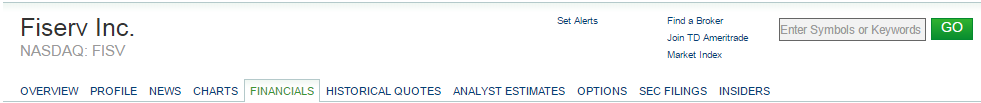 Fiserv Inc.
NASDAQ: FISV
Set Alerts
Find a Broker
Join TD Ameritrade
Market Index
Enter Symbols or Keywords GO
OVERVIEW PROFILE NEWS CHARTS FINANCIALS HISTORICAL QUOTES ANALYST ESTIMATES OPTIONS SEC FILINGS INSIDERS